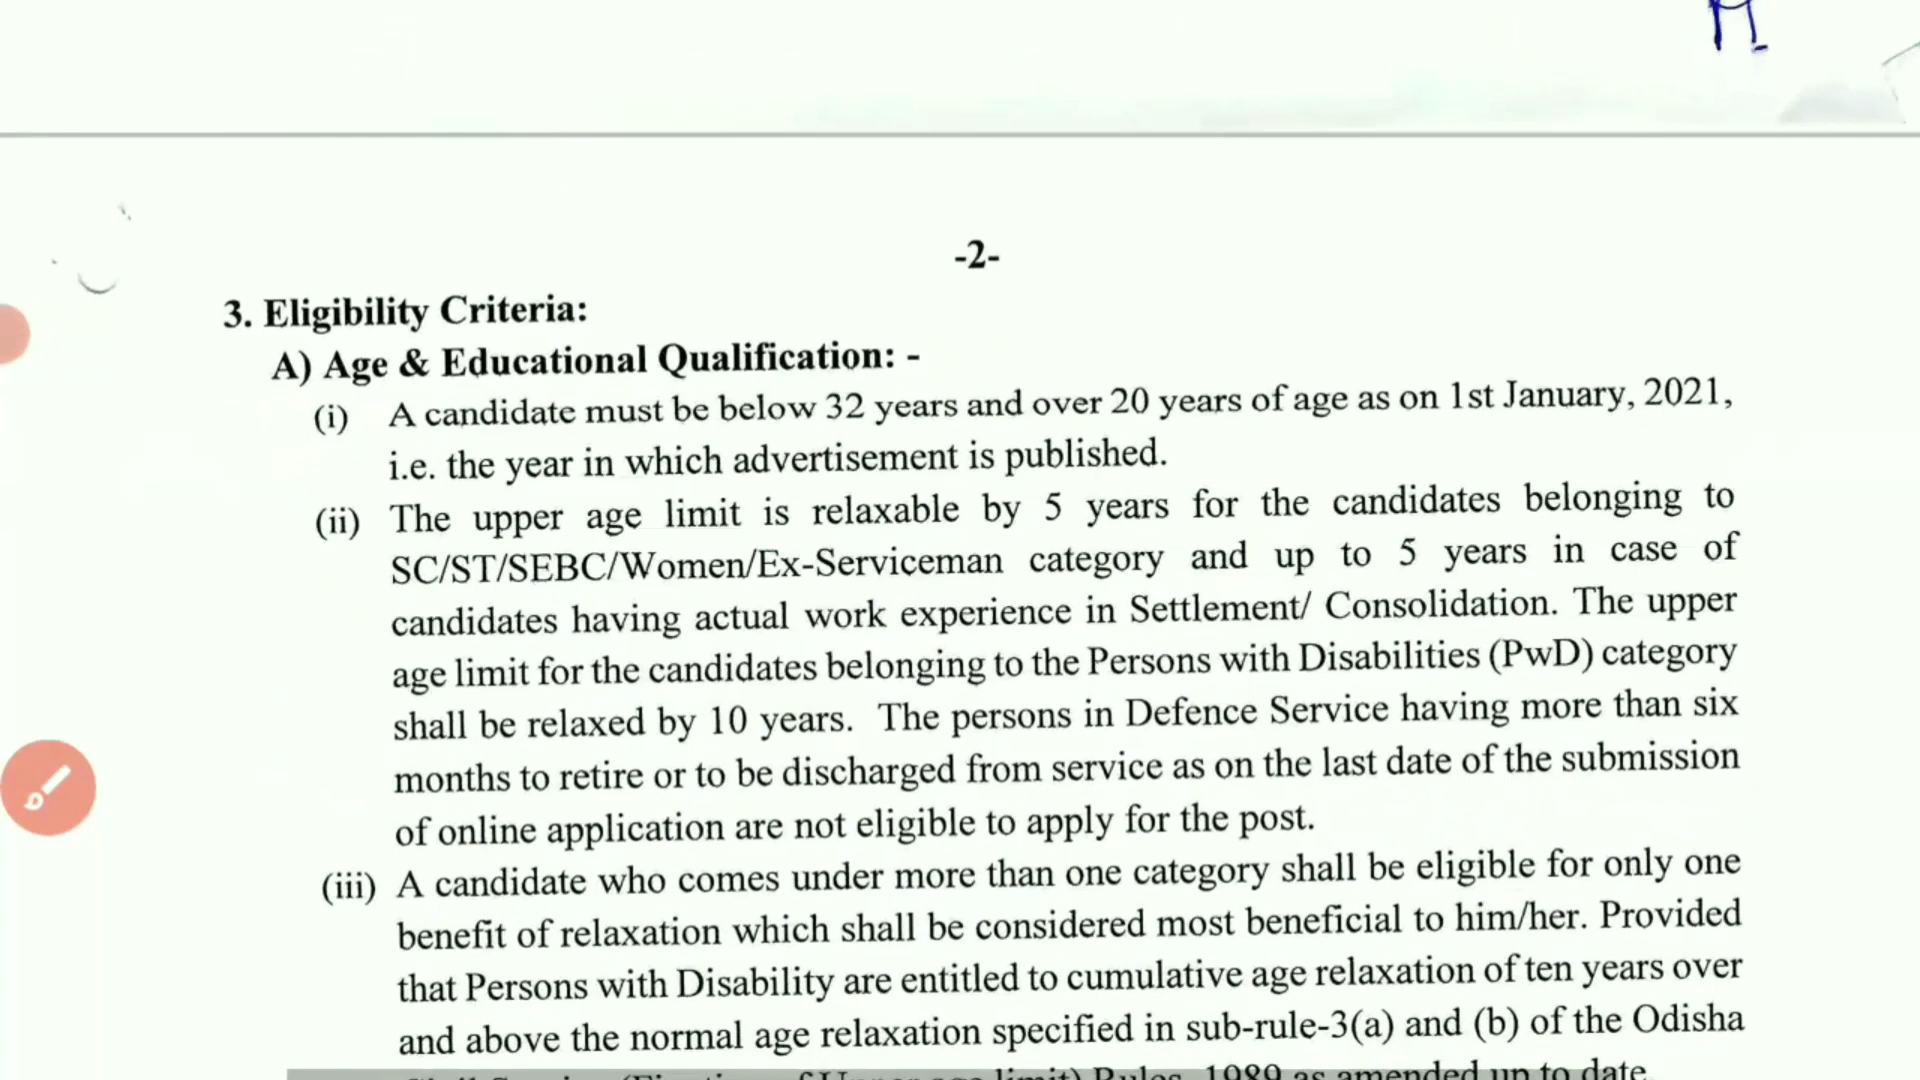 -2-
3. Eligibility Criteria:
A) Age & Educational Qualification: -
(i) A candidate must be below 32 years and over 20 years of age as on 1st January, 2021,
i.e. the year in which advertisement is published.
(ii) The upper age limit is relaxable by 5 years for the candidates belonging to
SC/ST/SEBC/Women/Ex-Serviceman category and up to 5 years in case of
candidates having actual work experience in Settlement/ Consolidation. The upper
age limit for the candidates belonging to the Persons with Disabilities (PwD) category
shall be relaxed by 10 years. The persons in Defence Service having more than six
months to retire or to be discharged from service as on the last date of the submission
of online application are not eligible to apply for the post.
(iii) A candidate who comes under more than one category shall be eligible for only one
benefit of relaxation which shall be considered most beneficial to him/her. Provided
that Persons with Disability are entitled to cumulative age relaxation of ten years over
and above the normal age relaxation specified in sub-rule-3(a) and (b) of the Odisha
limit) Rules, 1989 as amended up to date.